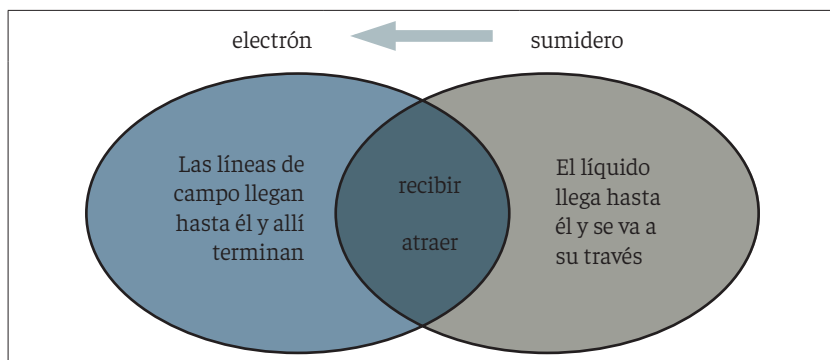 electrón
sumidero
Las líneas de
campo llegan
hasta él y allí
terminan
recibir
atraer
El líquido
llega hasta
él y se va a
su través